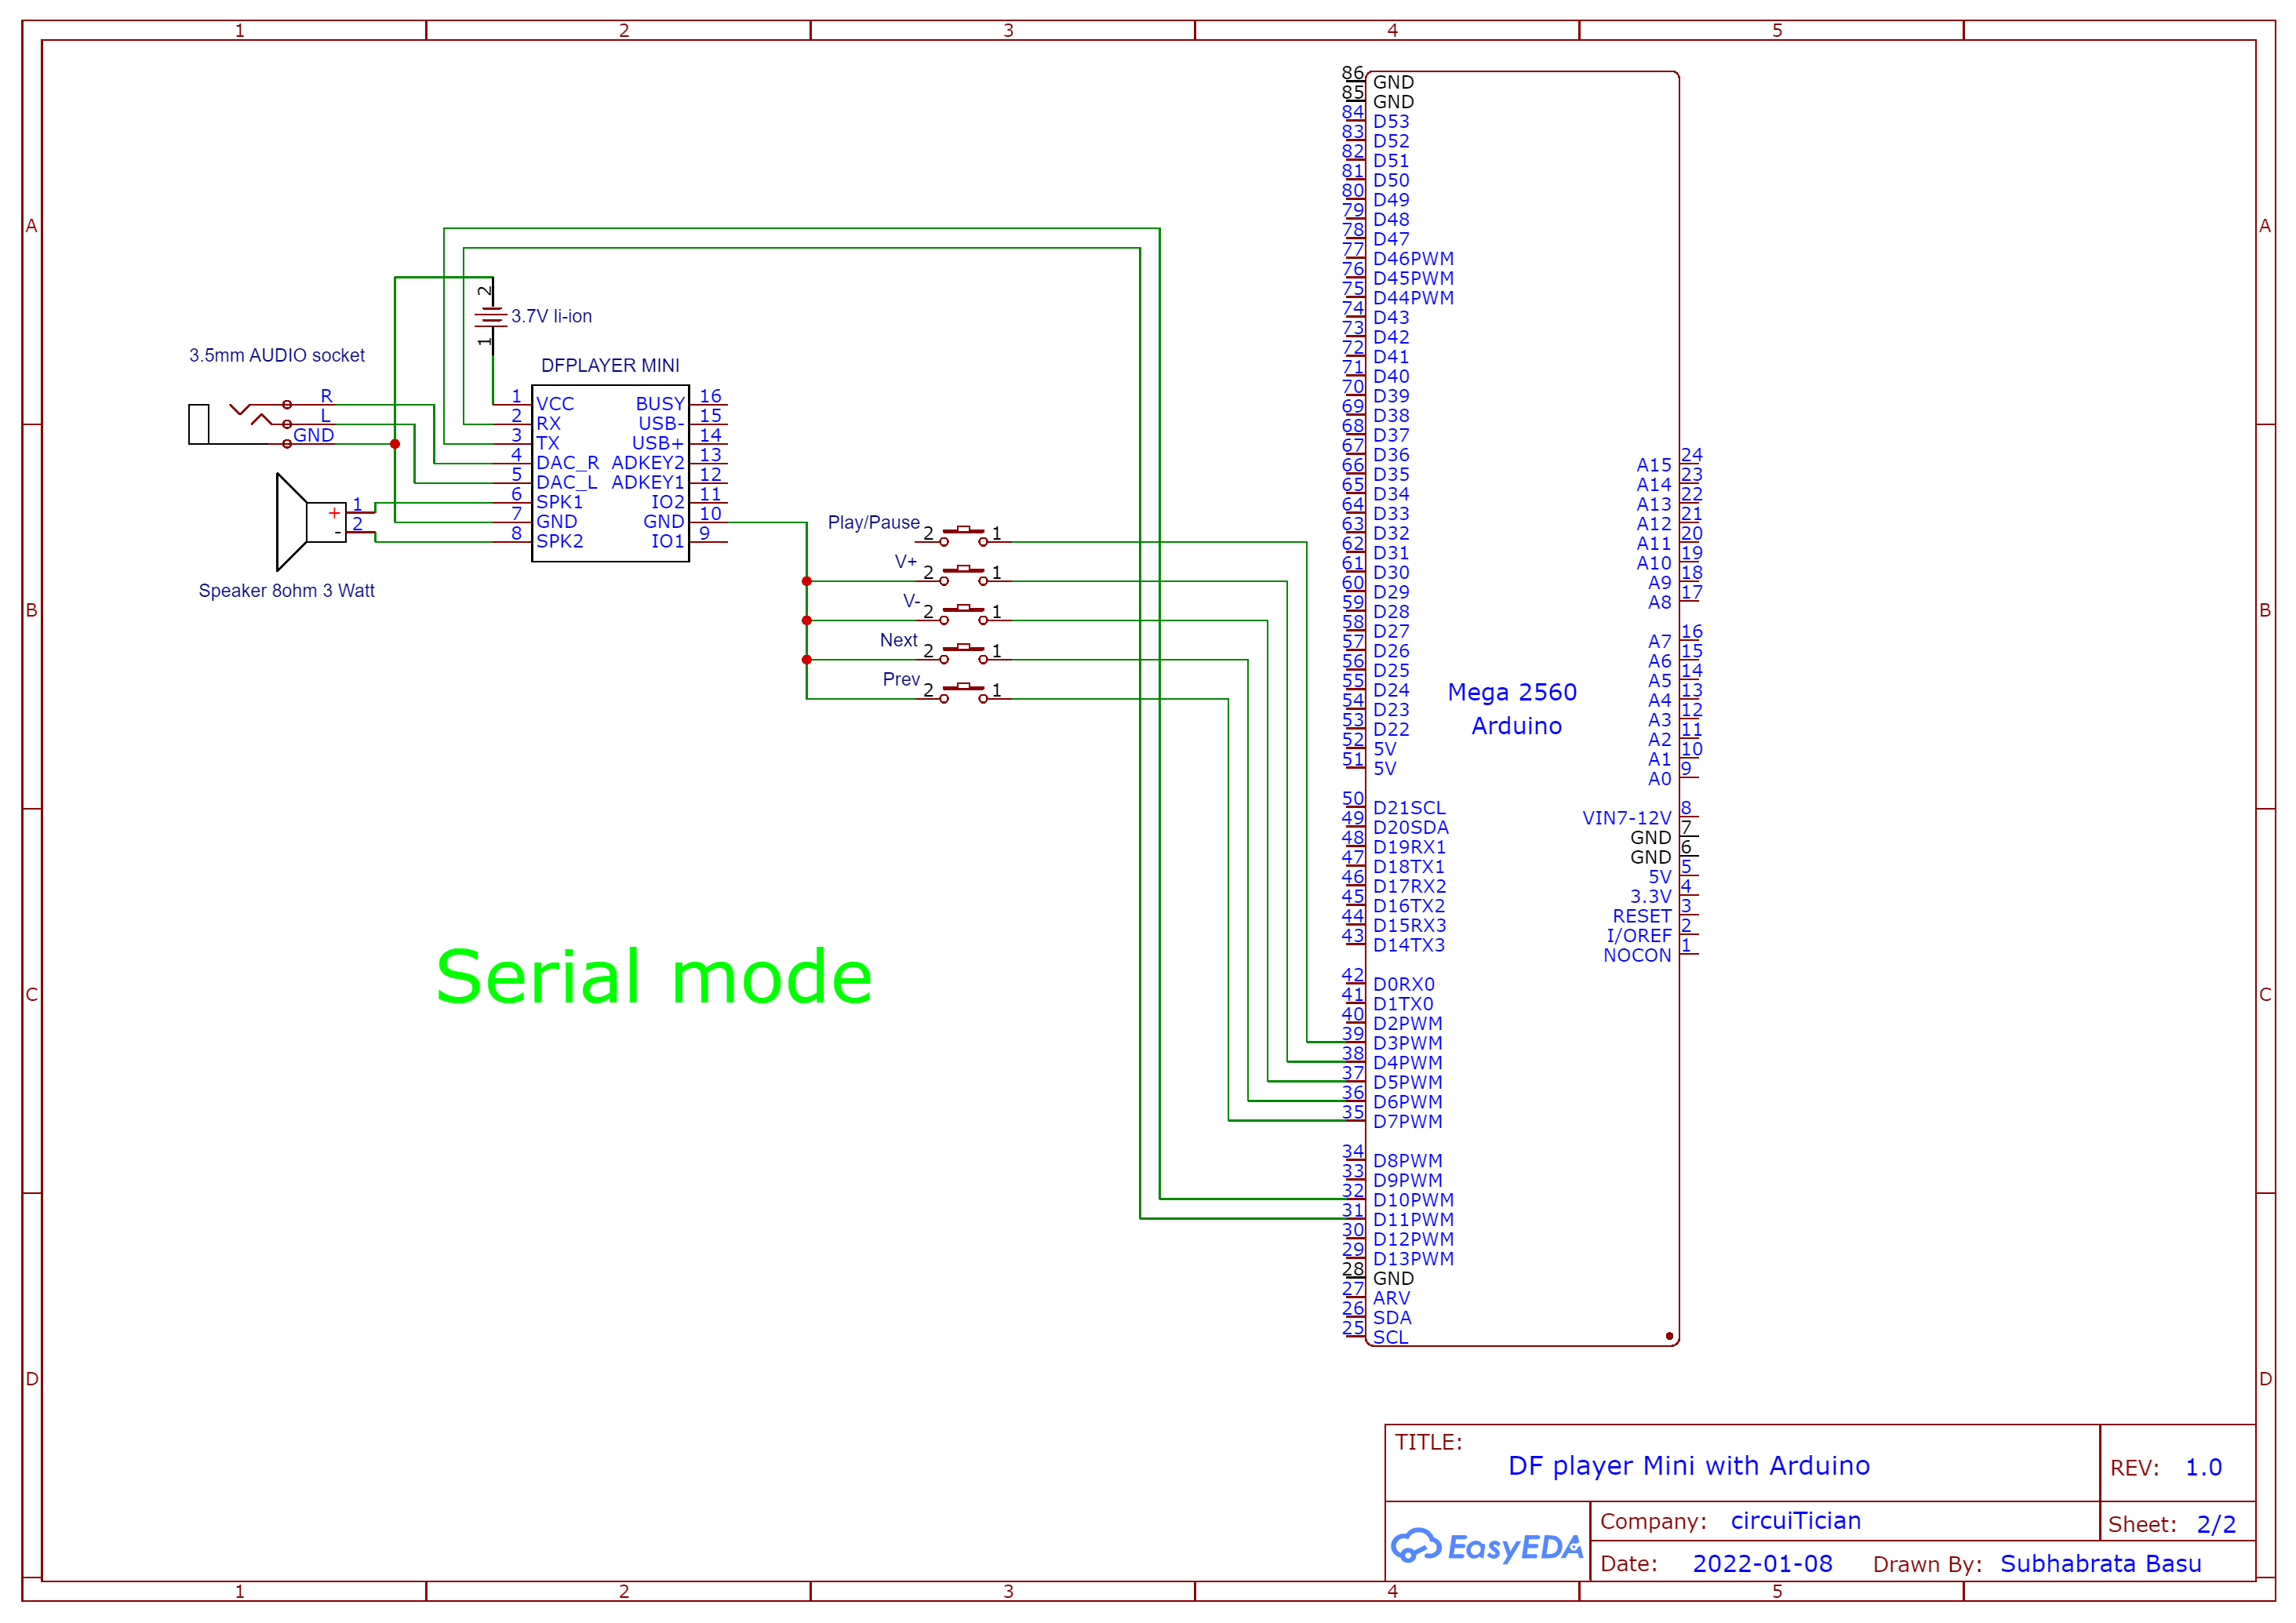 1 2 3 4 5
A A
B B
C C
D D
3.7V li-ion
2
1
3.5mm AUDIO socket
R
L
GND
DFPLAYER MINI
1 VCC BUSY 16
2 RX USB- 15
3 TX USB+ 14
4 DAC_R ADKEY2 13
5 DAC_L ADKEY1 12
6 SPK1 IO2 11
7 GND GND 10
8 SPK2 IO1 9
+ 1
- 2
Speaker 8ohm 3 Watt
Play/Pause 2 1
V+ 2 1
V- 2 1
Next 2 1
Prev 2 1
Serial mode
86 GND
85 GND
84 D53
83 D52
82 D51
81 D50
80 D49
79 D48
78 D47
77 D46PWM
76 D45PWM
75 D44PWM
74 D43
73 D42
72 D41
71 D40
70 D39
69 D38
68 D37
67 D36
66 D35
65 D34
64 D33
63 D32
62 D31
61 D30
60 D29
59 D28
58 D27
57 D26
56 D25
55 D24
54 D23
53 D22
52 5V
51 5V
50 D21SCL
49 D20SDA
48 D19RX1
47 D18TX1
46 D17RX2
45 D16TX2
44 D15RX3
43 D14TX3
42 D0RX0
41 D1TX0
40 D2PWM
39 D3PWM
38 D4PWM
37 D5PWM
36 D6PWM
35 D7PWM
34 D8PWM
33 D9PWM
32 D10PWM
31 D11PWM
30 D12PWM
29 D13PWM
28 GND
27 ARV
26 SDA
25 SCL
Mega 2560
Arduino
A15 24
A14 23
A13 22
A12 21
A11 20
A10 19
A9 18
A8 17
A7 16
A6 15
A5 14
A4 13
A3 12
A2 11
A1 10
A0 9
VIN7-12V 8
GND 7
GND 6
5V 5
3.3V 4
RESET 3
I/OREF 2
NOCON 1
TITLE:
DF player Mini with Arduino
REV: 1.0
EasyEDA
Company: circuiTician
Sheet: 2/2
Date: 2022-01-08 Drawn By: Subhabrata Basu
1 2 3 4 5